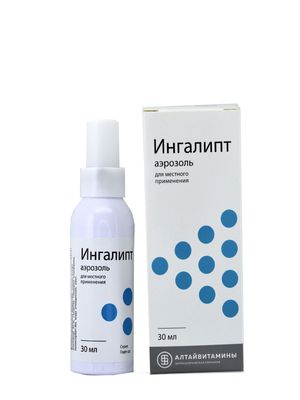 Ингалипт
аэрозоль
для местного
применения
30 мл
Ингалипт
аэрозоль
для местного
применения
30 мл
АЛТАЙВИТАМИНЫ